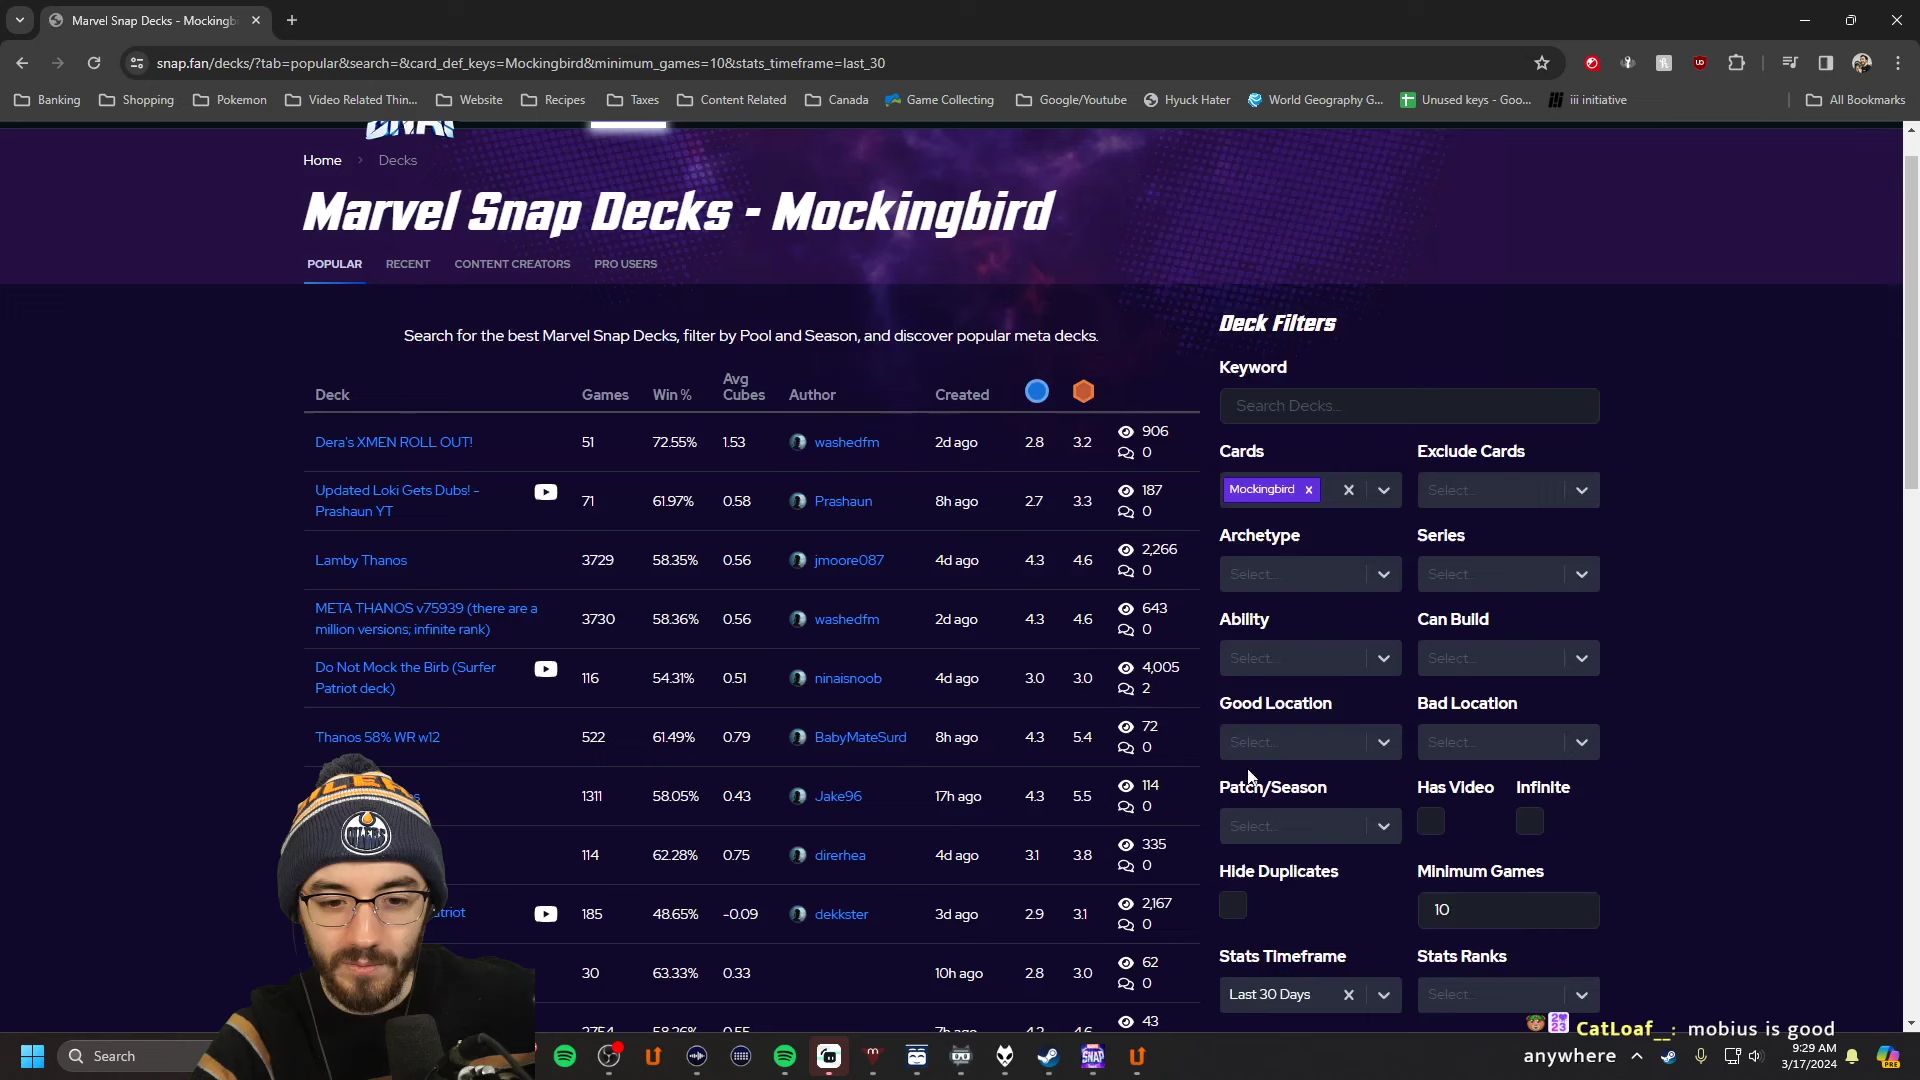 Marvel Snap Decks - Mockingb
snap.fan/decks/?tab=popular&search=&card_def_keys=Mockingbird&minimum_games=10&stats_timeframe=last_30
Banking Shopping Pokemon Video Related Thin... Website Recipes Taxes Content Related Canada Game Collecting Google/Youtube Hyuck Hater World Geography G... Unused keys - Goo... iii initiative All Bookmarks
Home > Decks
Marvel Snap Decks - Mockingbird
POPULAR RECENT CONTENT CREATORS PRO USERS
Search for the best Marvel Snap Decks, filter by Pool and Season, and discover popular meta decks.
Deck Games Win % Avg Cubes Author Created
Dera's XMEN ROLL OUT! 51 72.55% 1.53 washedfm 2d ago 2.8 3.2 906 0
Updated Loki Gets Dubs! - Prashaun YT 71 61.97% 0.58 Prashaun 8h ago 2.7 3.3 187 0
Lamby Thanos 3729 58.35% 0.56 jmoore087 4d ago 4.3 4.6 2,266 0
META THANOS v75939 (there are a million versions; infinite rank) 3730 58.36% 0.56 washedfm 2d ago 4.3 4.6 643 0
Do Not Mock the Birb (Surfer Patriot deck) 116 54.31% 0.51 ninaisnoob 4d ago 3.0 3.0 4,005 2
Thanos 58% WR w12 522 61.49% 0.79 BabyMateSurd 8h ago 4.3 5.4 72 0
1311 58.05% 0.43 Jake96 17h ago 4.3 5.5 114 0
114 62.28% 0.75 direrhea 4d ago 3.1 3.8 335 0
triot 185 48.65% -0.09 dekkster 3d ago 2.9 3.1 2,167 0
30 63.33% 0.33 10h ago 2.8 3.0 62 0
43
Deck Filters
Keyword
Search Decks...
Cards Exclude Cards
Mockingbird x Select...
Archetype Series
Select... Select...
Ability Can Build
Select... Select...
Good Location Bad Location
Select... Select...
Patch/Season Has Video Infinite
Select...
Hide Duplicates Minimum Games
10
Stats Timeframe Stats Ranks
Last 30 Days Select...
OILERS
CatLoaf__: mobius is good
anywhere
Search
SNAP
9:29 AM
3/17/2024